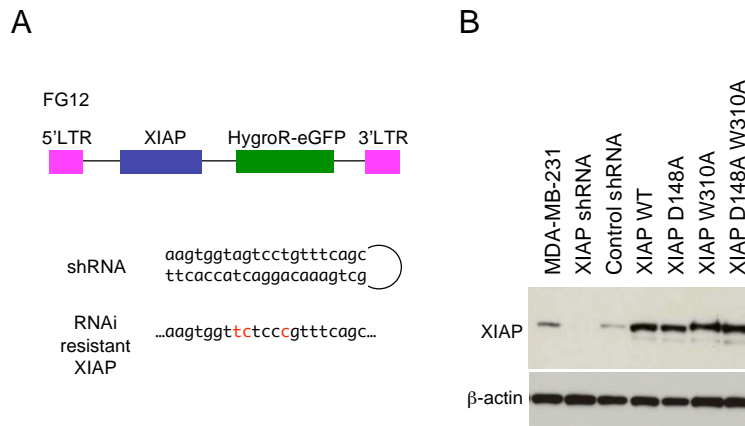 A
FG12
5'LTR
XIAP
HygroR-eGFP
3'LTR
shRNA
aagtggtagtcctgtttcagc
ttcaccatcaggacaaagtcg
RNAi
resistant
XIAP
...aagtggttctcccgtttcagc...
B
MDA-MB-231
XIAP shRNA
Control shRNA
XIAP WT
XIAP D148A
XIAP W310A
XIAP D148A W310A
XIAP
β-actin